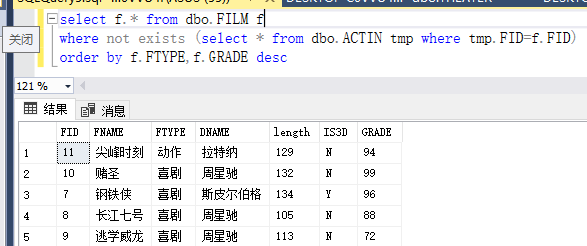 select f.* from dbo.FILM f
关闭
where not exists (select * from dbo.ACTIN tmp where tmp.FID=f.FID)
order by f.FTYPE,f.GRADE desc
121 %
结果 消息
FID FNAME FTYPE DNAME length IS3D GRADE
1 11 尖峰时刻 动作 拉特纳 129 N 94
2 10 赌圣 喜剧 周星驰 132 N 99
3 7 钢铁侠 喜剧 斯皮尔伯格 134 Y 96
4 8 长江七号 喜剧 周星驰 105 N 88
5 9 逃学威龙 喜剧 周星驰 113 N 72